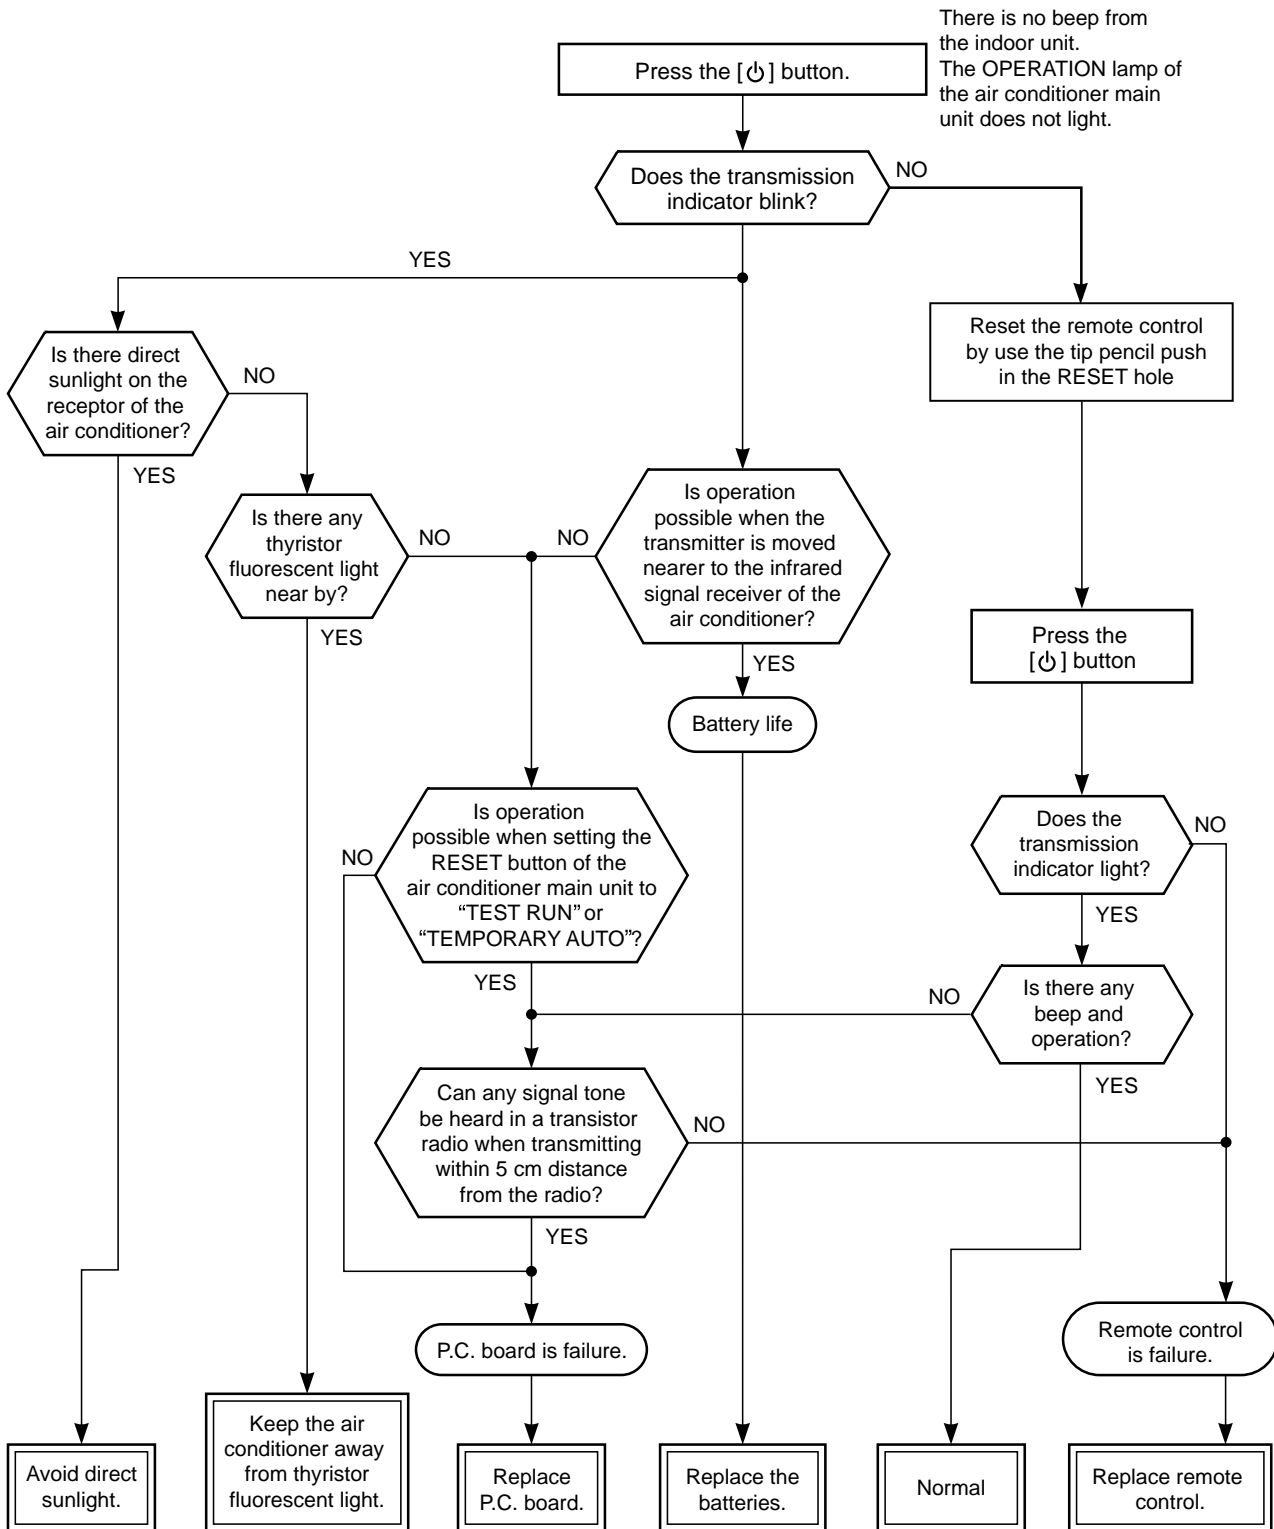 There is no beep from
the indoor unit.
The OPERATION lamp of
the air conditioner main
unit does not light.
Press the [⏻] button.
Does the transmission
indicator blink?
NO
YES
Is there direct
sunlight on the
receptor of the
air conditioner?
NO
YES
Reset the remote control
by use the tip pencil push
in the RESET hole
Is there any
thyristor
fluorescent light
near by?
NO
YES
Is operation
possible when the
transmitter is moved
nearer to the infrared
signal receiver of the
air conditioner?
NO
YES
Press the
[⏻] button
Battery life
Is operation
possible when setting the
RESET button of the
air conditioner main unit to
“TEST RUN” or
“TEMPORARY AUTO”?
NO
YES
Does the
transmission
indicator light?
NO
YES
Is there any
beep and
operation?
NO
YES
Can any signal tone
be heard in a transistor
radio when transmitting
within 5 cm distance
from the radio?
NO
YES
P.C. board is failure.
Remote control
is failure.
Avoid direct
sunlight.
Keep the air
conditioner away
from thyristor
fluorescent light.
Replace
P.C. board.
Replace the
batteries.
Normal
Replace remote
control.